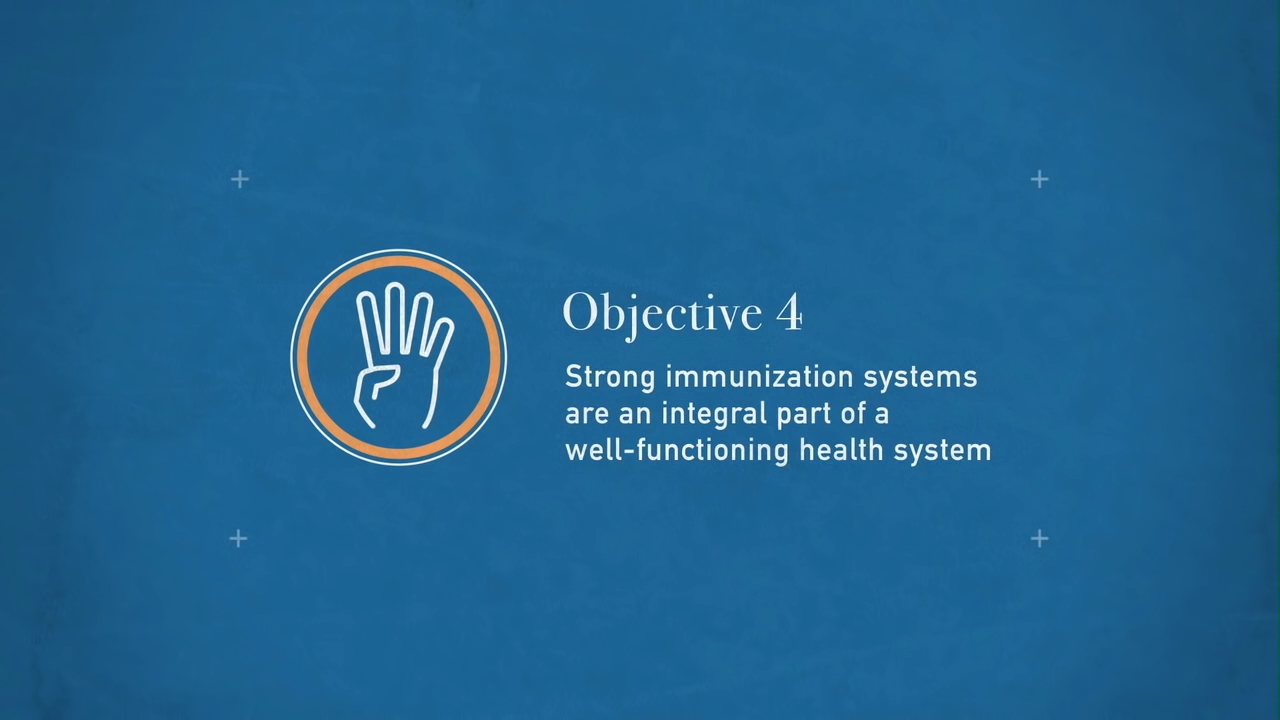 Objective 4
Strong immunization systems
are an integral part of a
well-functioning health system